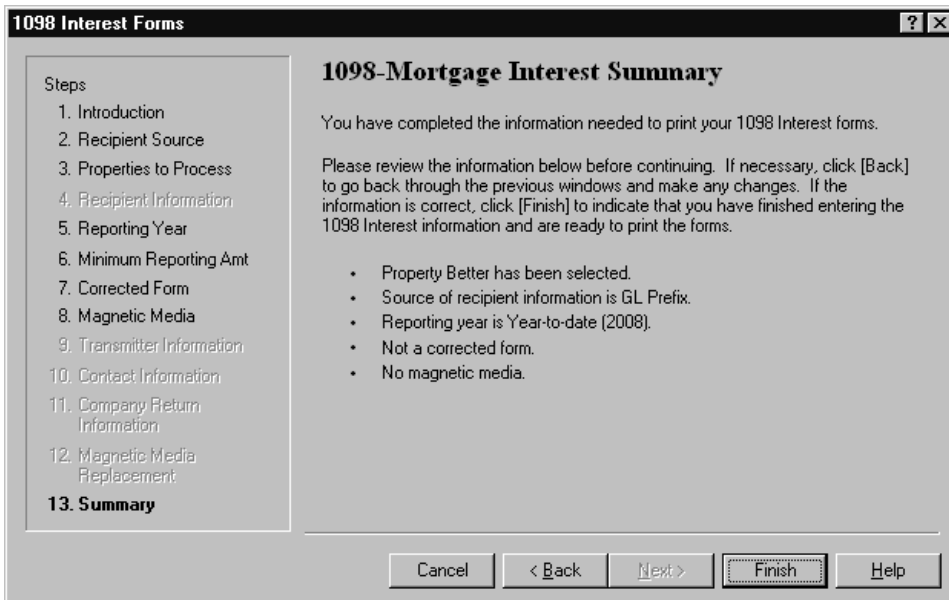 1098 Interest Forms
Steps
1. Introduction
2. Recipient Source
3. Properties to Process
4. Recipient Information
5. Reporting Year
6. Minimum Reporting Amt
7. Corrected Form
8. Magnetic Media
9. Transmitter Information
10. Contact Information
11. Company Return
Information
12. Magnetic Media
Replacement
13. Summary
1098-Mortgage Interest Summary
You have completed the information needed to print your 1098 Interest forms.
Please review the information below before continuing. If necessary, click [Back]
to go back through the previous windows and make any changes. If the
information is correct, click [Finish] to indicate that you have finished entering the
1098 Interest information and are ready to print the forms.
• Property Better has been selected.
• Source of recipient information is GL Prefix.
• Reporting year is Year-to-date (2008).
• Not a corrected form.
• No magnetic media.
Cancel
< Back
Next >
Finish
Help